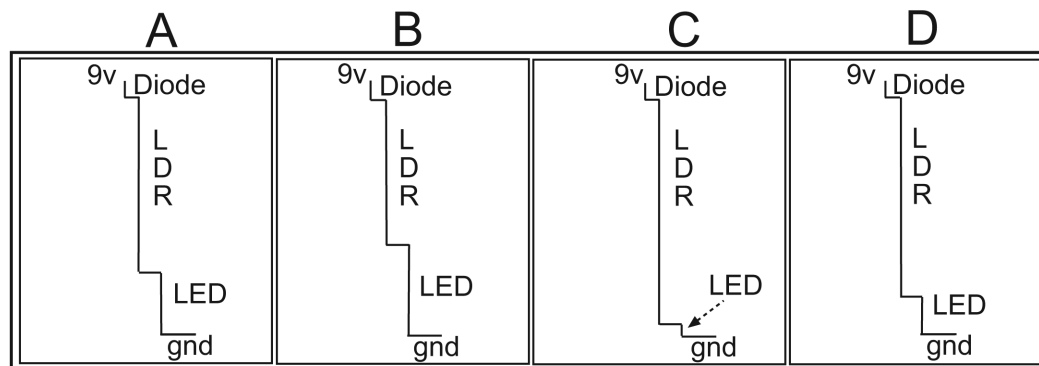 A B C D
9v Diode
L
D
R
LED
gnd
9v Diode
L
D
R
LED
gnd
9v Diode
L
D
R
LED
gnd
9v Diode
L
D
R
LED
gnd